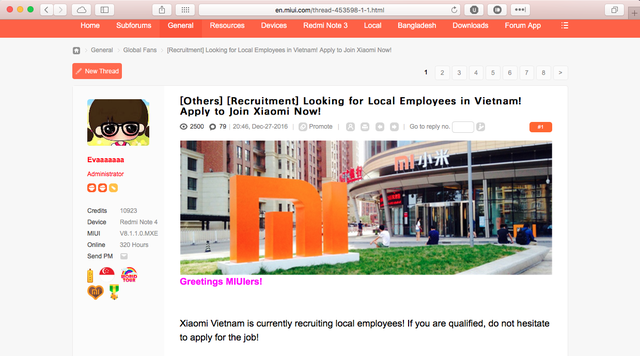 en.miui.com/thread-453598-1-1.html
Home Subforums General Resources Devices Redmi Note 3 Local Bangladesh Downloads Forum App
General Global Fans [Recruitment] Looking for Local Employees in Vietnam! Apply to Join Xiaomi Now!
New Thread
1 2 3 4 5 6 7 8 >
Evaaaaaaa
Administrator
Credits 10923
Device Redmi Note 4
MIUI V8.1.1.0.MXE
Online 320 Hours
Send PM
[Others] [Recruitment] Looking for Local Employees in Vietnam!
Apply to Join Xiaomi Now!
2500 79 20:46, Dec-27-2016 Promote Go to reply no. #1
mi 小米
mi
Greetings MIUIers!
Xiaomi Vietnam is currently recruiting local employees! If you are qualified, do not hesitate
to apply for the job!